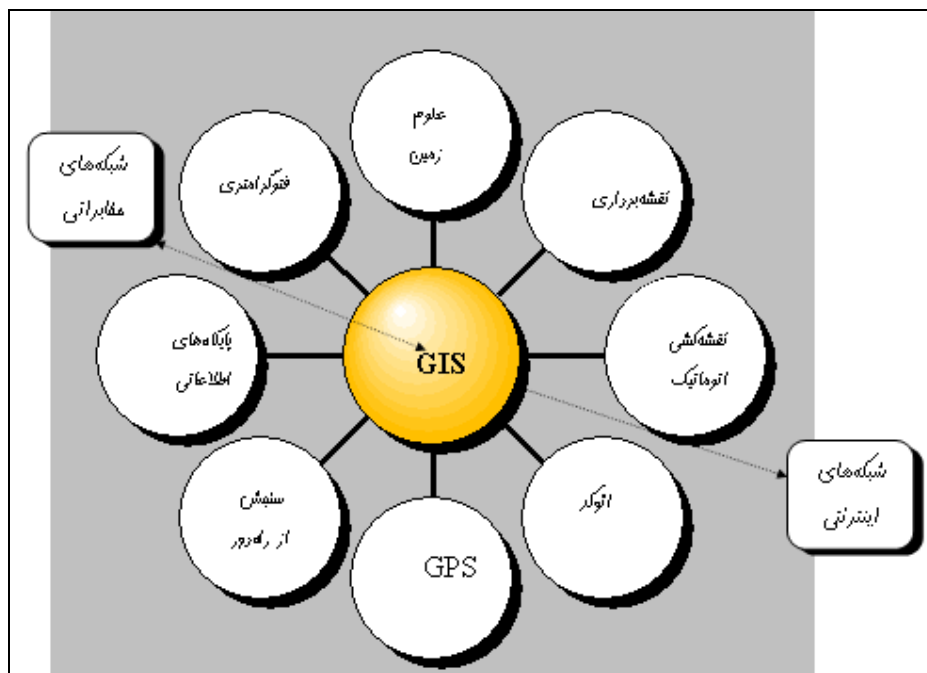 علوم
زمین
نقشه‌برداری
فتوگرامتری
شبکه‌های
مخابراتی
نقشه‌کشی
اتوماتیک
پایگاه‌های
اطلاعاتی
GIS
شبکه‌های
اینترنتی
اتوکد
سنجش
از راه‌دور
GPS